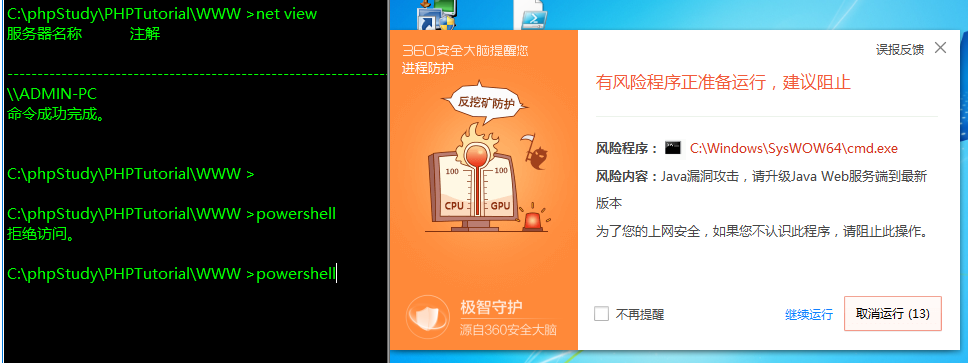 C:\phpStudy\PHPTutorial\WWW >net view
服务器名称 注解
-------------------------------------------------------------------------------
\\ADMIN-PC
命令成功完成。
C:\phpStudy\PHPTutorial\WWW >
C:\phpStudy\PHPTutorial\WWW >powershell
拒绝访问。
C:\phpStudy\PHPTutorial\WWW >powershell
360安全大脑提醒您
进程防护
反挖矿防护
100 100
CPU GPU
极智守护
源自360安全大脑
误报反馈
有风险程序正准备运行，建议阻止
风险程序： C:\Windows\SysWOW64\cmd.exe
风险内容：Java漏洞攻击，请升级Java Web服务端到最新
版本
为了您的上网安全，如果您不认识此程序，请阻止此操作。
不再提醒 继续运行 取消运行 (13)